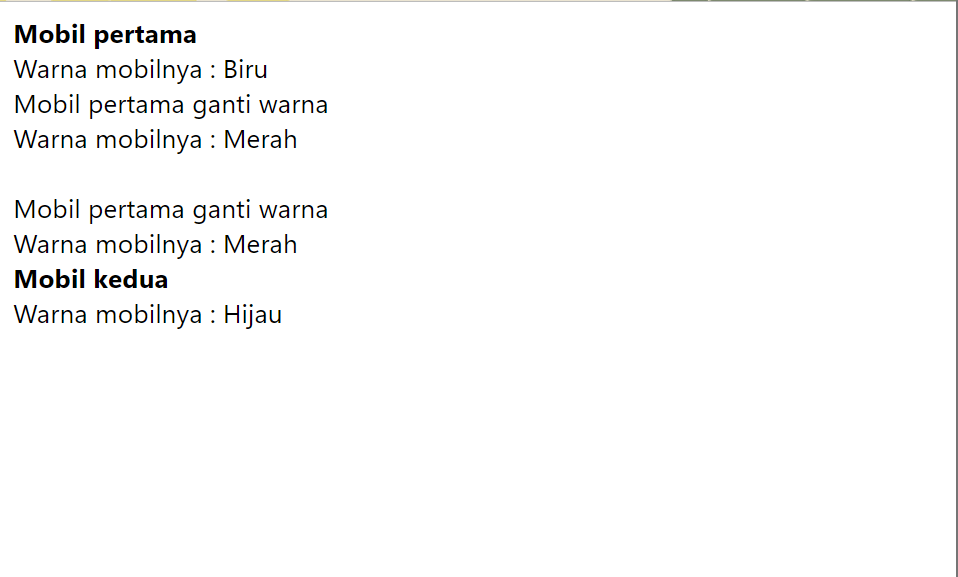 Mobil pertama
Warna mobilnya : Biru
Mobil pertama ganti warna
Warna mobilnya : Merah
Mobil pertama ganti warna
Warna mobilnya : Merah
Mobil kedua
Warna mobilnya : Hijau